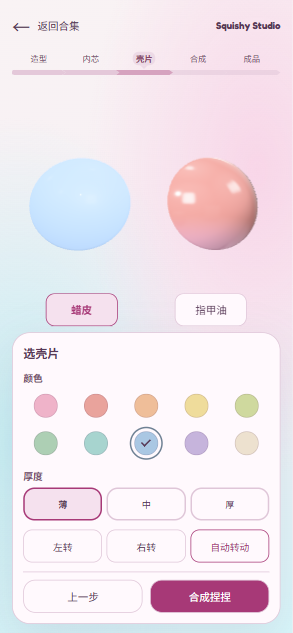 返回合集
Squishy Studio
造型 内芯 壳片 合成 成品
蜡皮 指甲油
选壳片
颜色
厚度
薄 中 厚
左转 右转 自动转动
上一步 合成捏捏